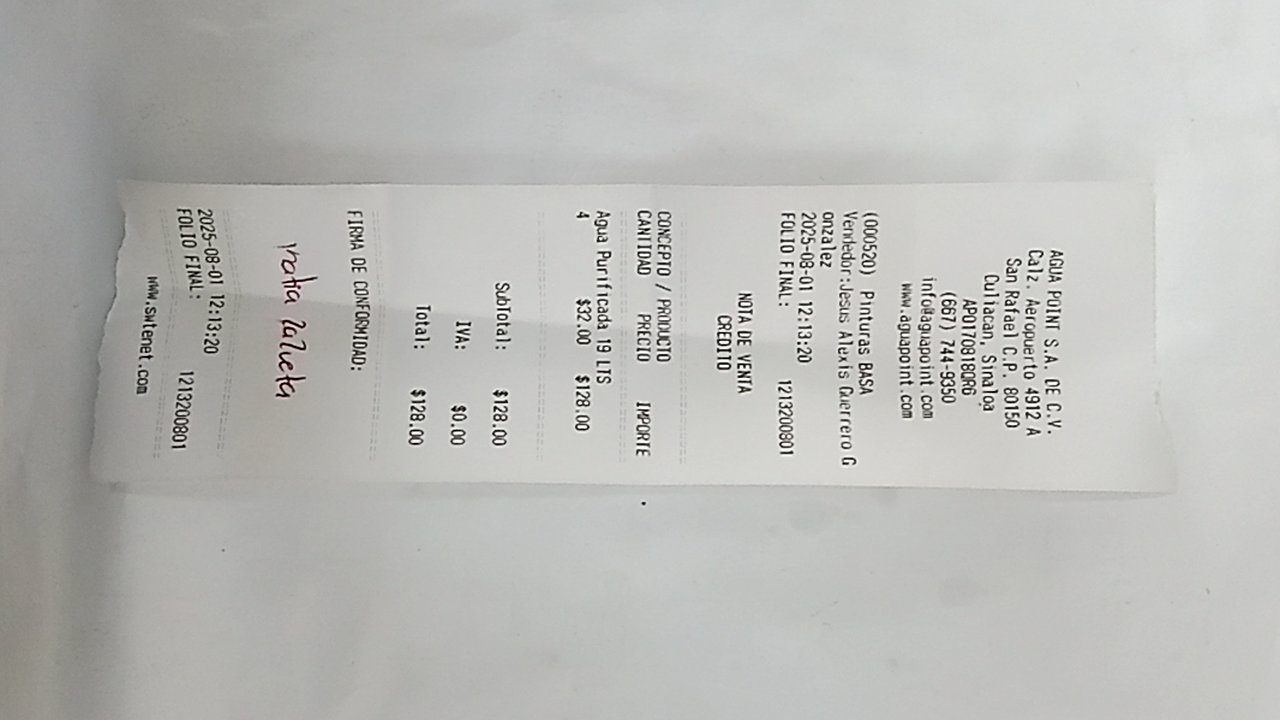 AGUA POINT S.A. DE C.V.
Calz. Aeropuerto 4912 A
San Rafael C.P. 80150
Culiacan, Sinaloa
APO170818QR6
(667) 744-9350
info@aguapoint.com
www.aguapoint.com
(000520) Pinturas BASA
Vendedor:Jesus Alexis Guerrero G
onzalez
2025-08-01 12:13:20
FOLIO FINAL: 1213200801
NOTA DE VENTA
CREDITO
CONCEPTO / PRODUCTO
CANTIDAD PRECIO IMPORTE
Agua Purificada 19 LTS
4 $32.00 $128.00
SubTotal: $128.00
IVA: $0.00
Total: $128.00
FIRMA DE CONFORMIDAD:
2025-08-01 12:13:20
FOLIO FINAL: 1213200801
www.swtenet.com